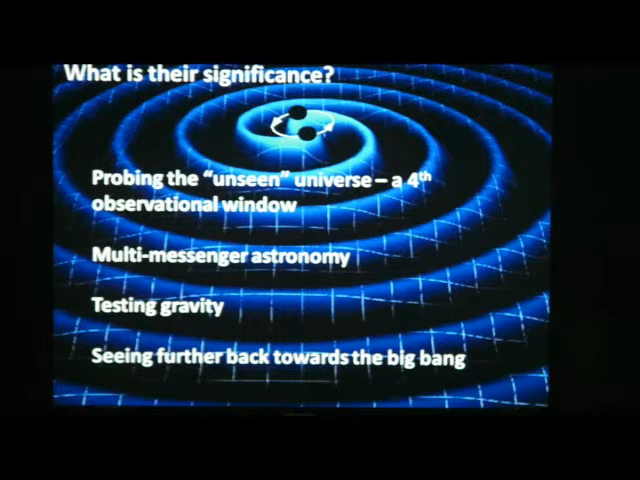 What is their significance?
Probing the “unseen” universe – a 4th
observational window
Multi-messenger astronomy
Testing gravity
Seeing further back towards the big bang